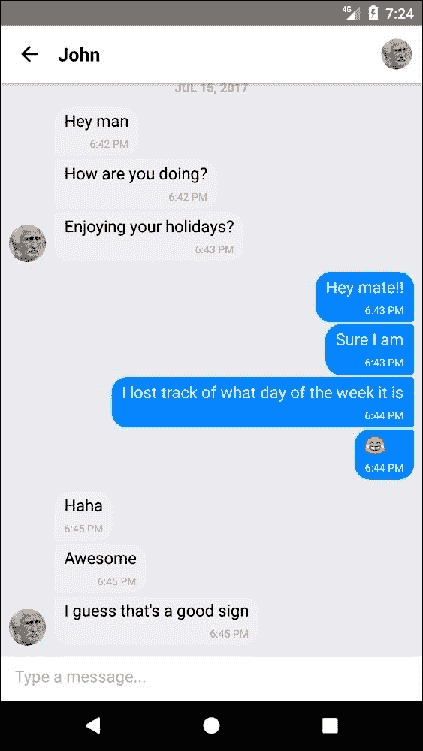 4G 7:24
John
JUL 15, 2017
Hey man
6:42 PM
How are you doing?
6:42 PM
Enjoying your holidays?
6:43 PM
Hey mate!!
6:43 PM
Sure I am
6:43 PM
I lost track of what day of the week it is
6:44 PM
😂
6:44 PM
Haha
6:45 PM
Awesome
6:45 PM
I guess that's a good sign
6:45 PM
Type a message...